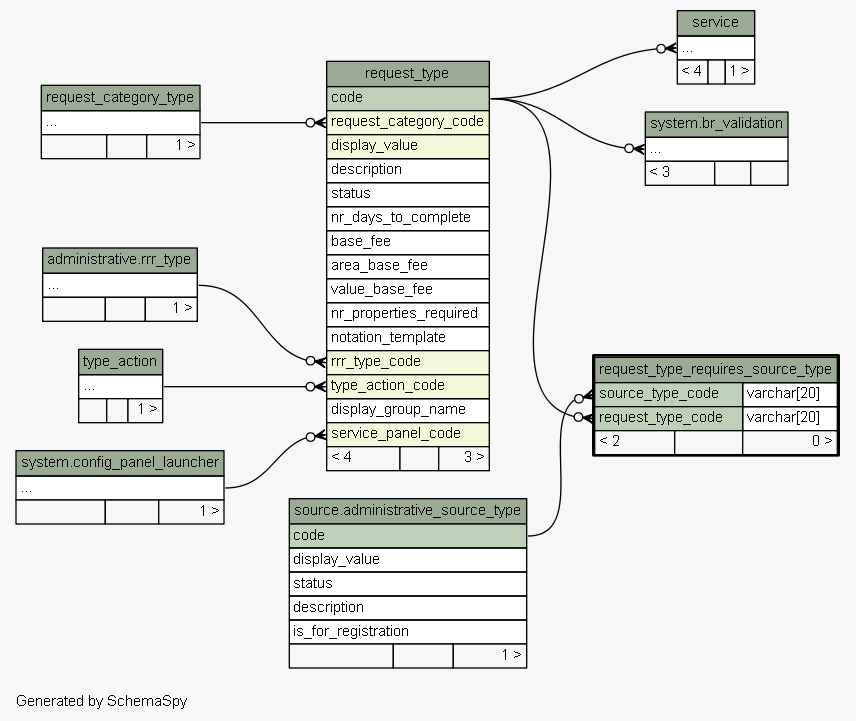 service
...
< 4 1 >
request_type
code
request_category_code
display_value
description
status
nr_days_to_complete
base_fee
area_base_fee
value_base_fee
nr_properties_required
notation_template
rrr_type_code
type_action_code
display_group_name
service_panel_code
< 4 3 >
request_category_type
...
1 >
system.br_validation
...
< 3
administrative.rrr_type
...
1 >
type_action
...
1 >
request_type_requires_source_type
source_type_code varchar[20]
request_type_code varchar[20]
< 2 0 >
system.config_panel_launcher
...
1 >
source.administrative_source_type
code
display_value
status
description
is_for_registration
1 >
Generated by SchemaSpy